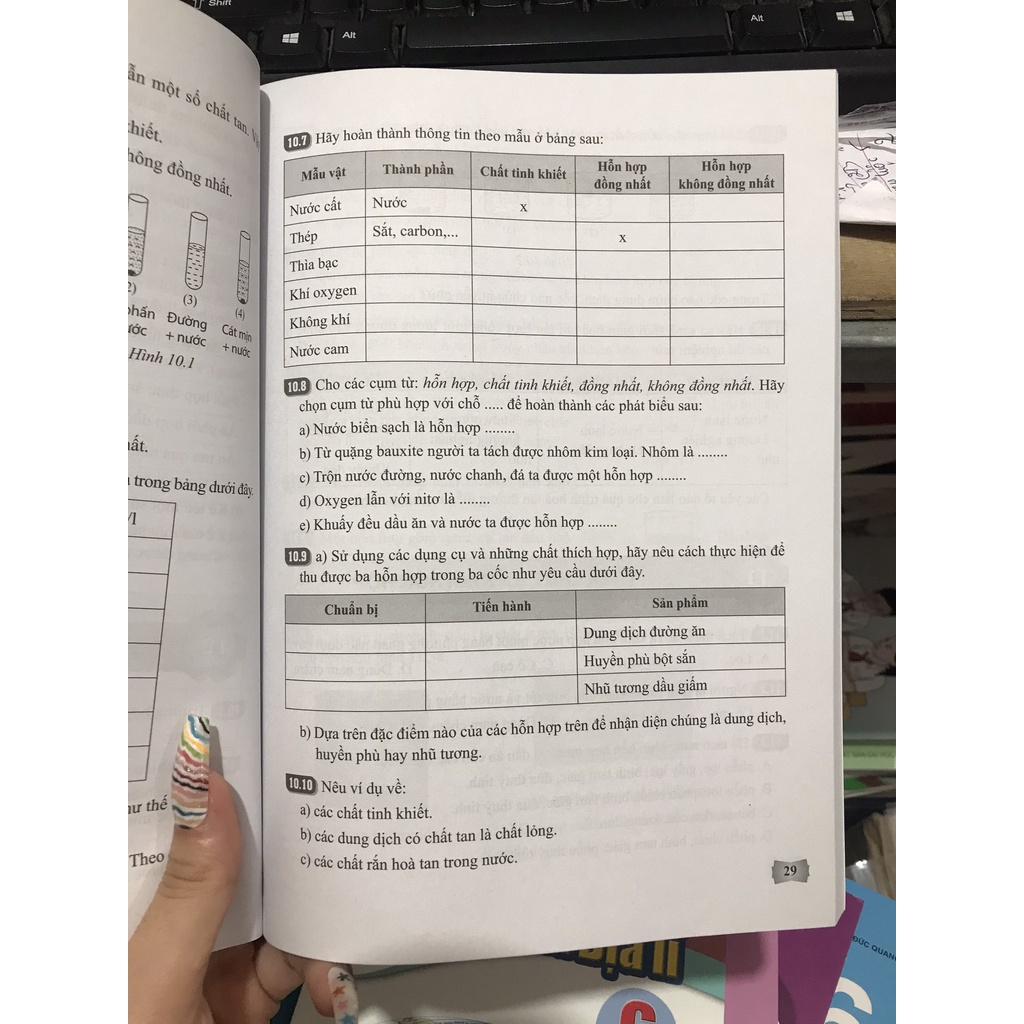 Shift
Alt
Alt
ẫn một số chất tan.
hiết.
hông đồng nhất.
2) (3) (4)
phấn Đường Cát mịn
ước + nước + nước
Hình 10.1
ất.
trong bảng dưới đây.
ư thế
Theo
10.7 Hãy hoàn thành thông tin theo mẫu ở bảng sau:
Mẫu vật Thành phần Chất tinh khiết Hỗn hợp đồng nhất Hỗn hợp không đồng nhất
Nước cất Nước x
Thép Sắt, carbon,... x
Thìa bạc
Khí oxygen
Không khí
Nước cam
10.8 Cho các cụm từ: hỗn hợp, chất tinh khiết, đồng nhất, không đồng nhất. Hãy
chọn cụm từ phù hợp với chỗ ..... để hoàn thành các phát biểu sau:
a) Nước biển sạch là hỗn hợp ........
b) Từ quặng bauxite người ta tách được nhôm kim loại. Nhôm là ........
c) Trộn nước đường, nước chanh, đá ta được một hỗn hợp ........
d) Oxygen lẫn với nitơ là ........
e) Khuấy đều dầu ăn và nước ta được hỗn hợp ........
10.9 a) Sử dụng các dụng cụ và những chất thích hợp, hãy nêu cách thực hiện để
thu được ba hỗn hợp trong ba cốc như yêu cầu dưới đây.
Chuẩn bị Tiến hành Sản phẩm
Dung dịch đường ăn
Huyền phù bột sắn
Nhũ tương dầu giấm
b) Dựa trên đặc điểm nào của các hỗn hợp trên để nhận diện chúng là dung dịch,
huyền phù hay nhũ tương.
10.10 Nêu ví dụ về:
a) các chất tinh khiết.
b) các dung dịch có chất tan là chất lỏng.
c) các chất rắn hoà tan trong nước.
29
ĐỨC QUANG
Địa lí
6